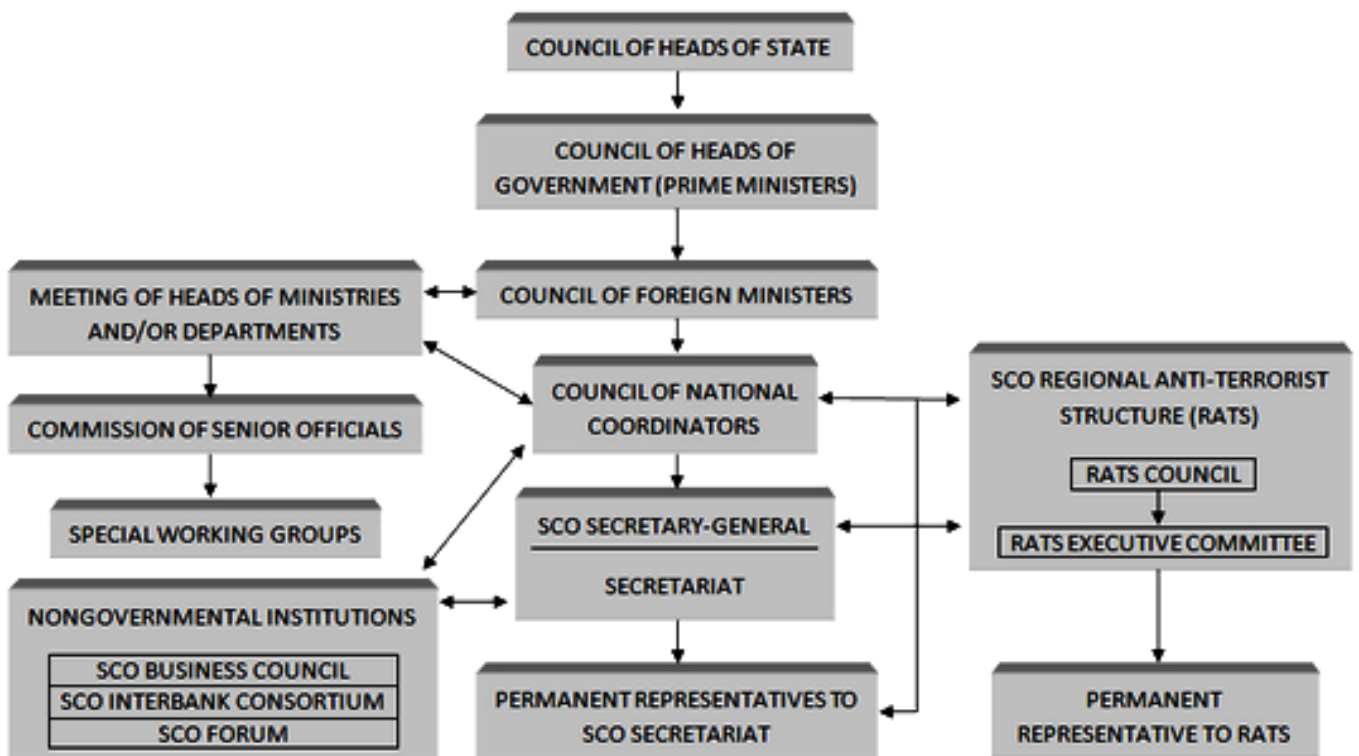 COUNCIL OF HEADS OF STATE
COUNCIL OF HEADS OF
GOVERNMENT (PRIME MINISTERS)
MEETING OF HEADS OF MINISTRIES
AND/OR DEPARTMENTS
COUNCIL OF FOREIGN MINISTERS
COMMISSION OF SENIOR OFFICIALS
COUNCIL OF NATIONAL
COORDINATORS
SCO REGIONAL ANTI-TERRORIST
STRUCTURE (RATS)
RATS COUNCIL
RATS EXECUTIVE COMMITTEE
SPECIAL WORKING GROUPS
SCO SECRETARY-GENERAL
SECRETARIAT
NONGOVERNMENTAL INSTITUTIONS
SCO BUSINESS COUNCIL
SCO INTERBANK CONSORTIUM
SCO FORUM
PERMANENT REPRESENTATIVES TO
SCO SECRETARIAT
PERMANENT
REPRESENTATIVE TO RATS